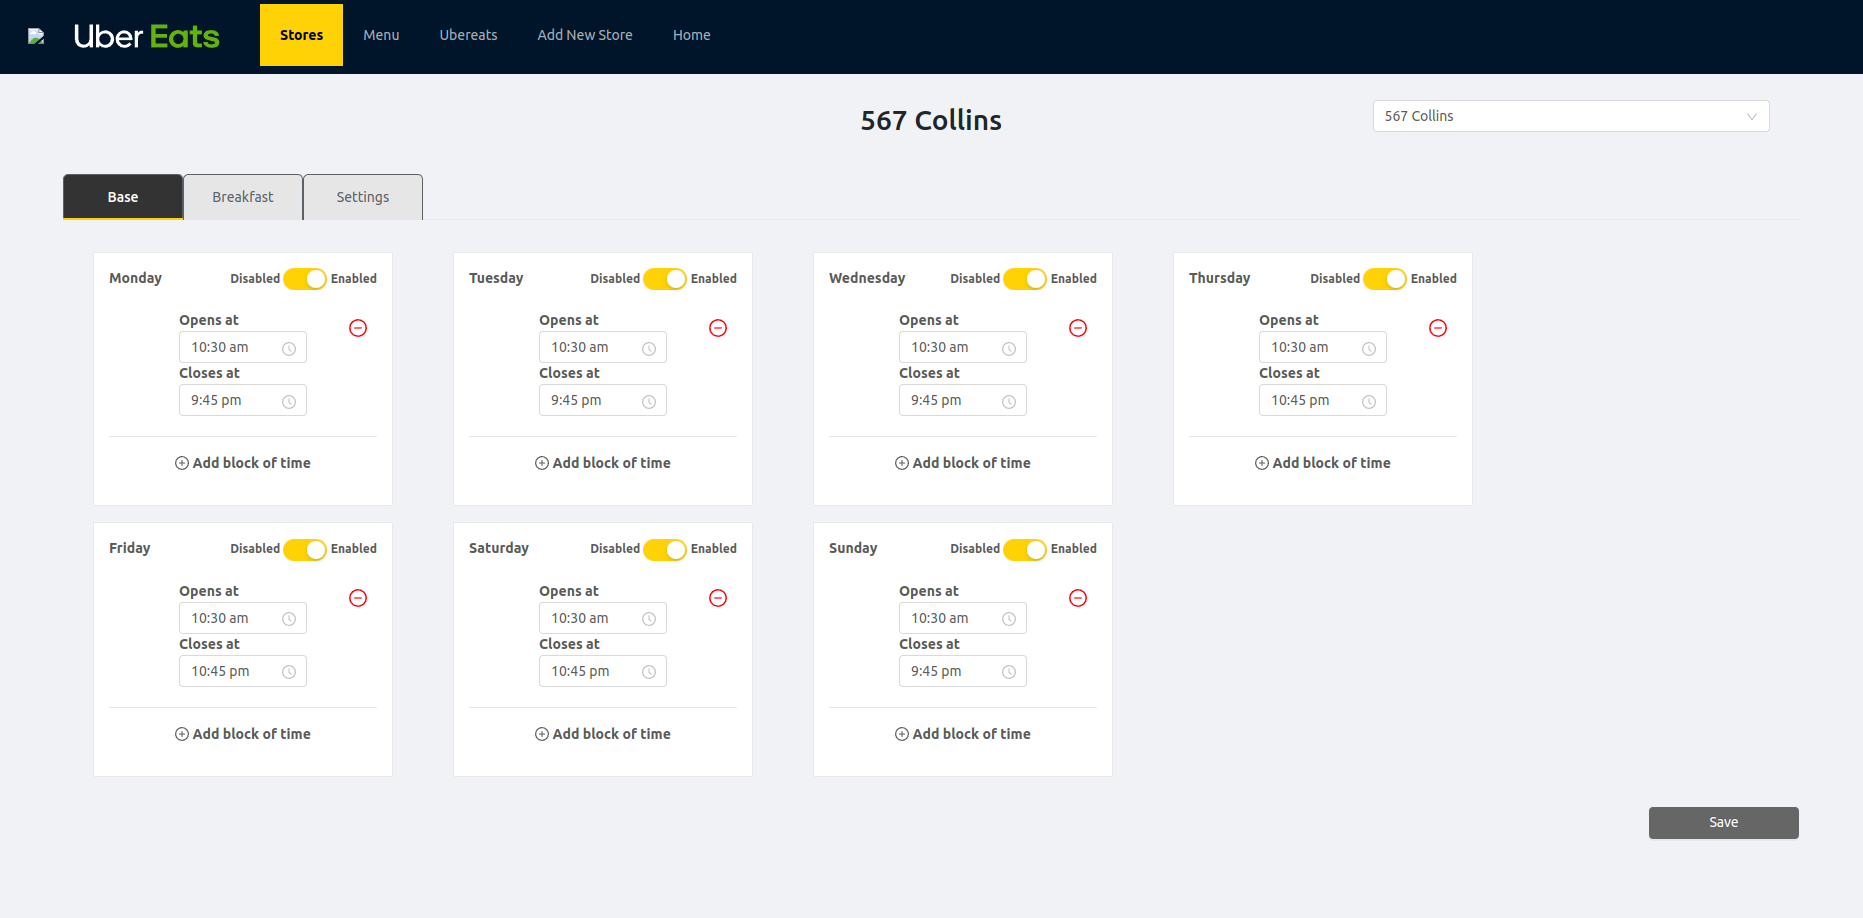 Uber Eats
Stores Menu Ubereats Add New Store Home
567 Collins
567 Collins
Base Breakfast Settings
Monday Disabled Enabled
Opens at
10:30 am
Closes at
9:45 pm
Add block of time
Tuesday Disabled Enabled
Opens at
10:30 am
Closes at
9:45 pm
Add block of time
Wednesday Disabled Enabled
Opens at
10:30 am
Closes at
9:45 pm
Add block of time
Thursday Disabled Enabled
Opens at
10:30 am
Closes at
10:45 pm
Add block of time
Friday Disabled Enabled
Opens at
10:30 am
Closes at
10:45 pm
Add block of time
Saturday Disabled Enabled
Opens at
10:30 am
Closes at
10:45 pm
Add block of time
Sunday Disabled Enabled
Opens at
10:30 am
Closes at
9:45 pm
Add block of time
Save